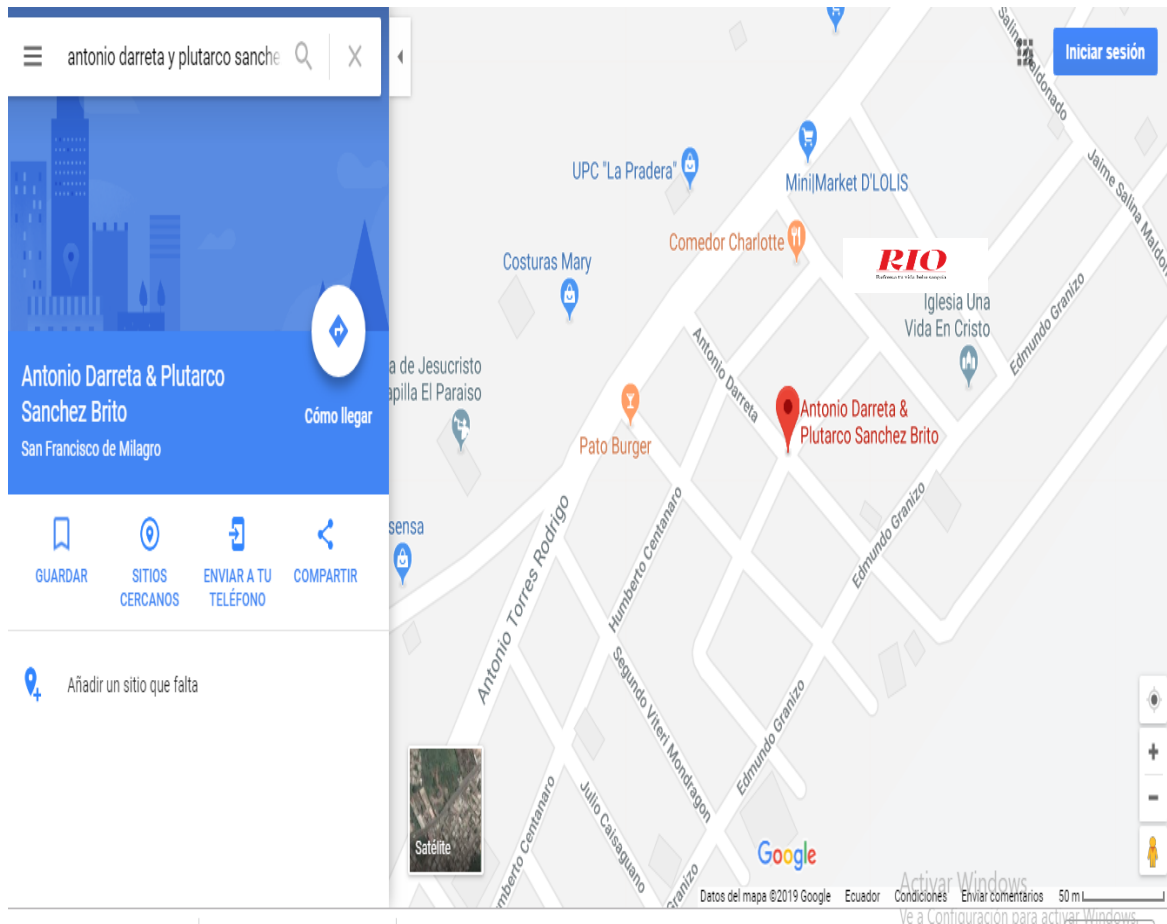 antonio darreta y plutarco sanche
Antonio Darreta & Plutarco
Sanchez Brito
San Francisco de Milagro
Cómo llegar
GUARDAR
SITIOS
CERCANOS
ENVIAR A TU
TELÉFONO
COMPARTIR
Añadir un sitio que falta
Iniciar sesión
Salina Maldonado
Jaime Salina Maldon
UPC "La Pradera"
Mini|Market D'LOLIS
Comedor Charlotte
RIO
Costuras Mary
Iglesia Una
Vida En Cristo
Edmundo Granizo
Antonio Darreta
a de Jesucristo
apilla El Paraiso
Antonio Darreta &
Plutarco Sanchez Brito
Pato Burger
sensa
Antonio Torres Rodrigo
Humberto Centanaro
Edmundo Granizo
Segundo Viteri Mondragon
Edmundo Granizo
Julio Caisaguano
mberto Centanaro
Granizo
Satélite
Google
Activar Windows
Datos del mapa ©2019 Google Ecuador Condiciones Enviar comentarios 50 m
Ve a Configuración para activar Windows.